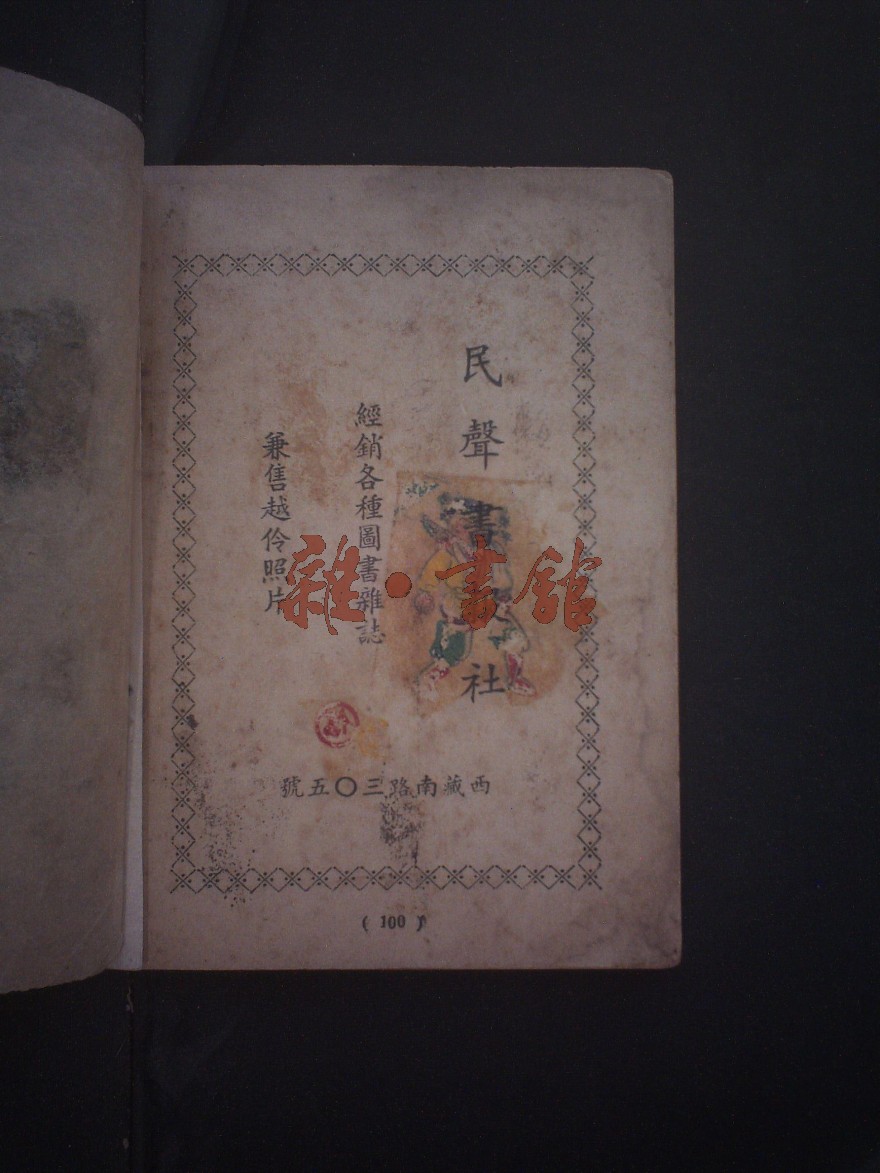 民聲書報社
經銷各種圖書雜誌
兼售越伶照片
西藏南路三〇五號
( 100 )
雜·書館